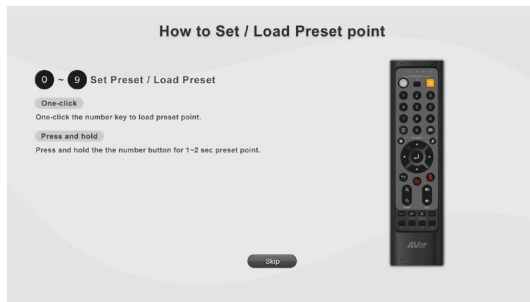 How to Set / Load Preset point
0 ~ 9 Set Preset / Load Preset
One-click
One-click the number key to load preset point.
Press and hold
Press and hold the the number button for 1~2 sec preset point.
Skip
AVer